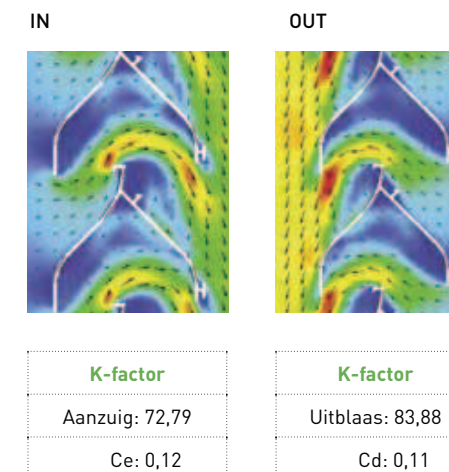 IN
OUT
K-factor
Aanzuig: 72,79
Ce: 0,12
K-factor
Uitblaas: 83,88
Cd: 0,11